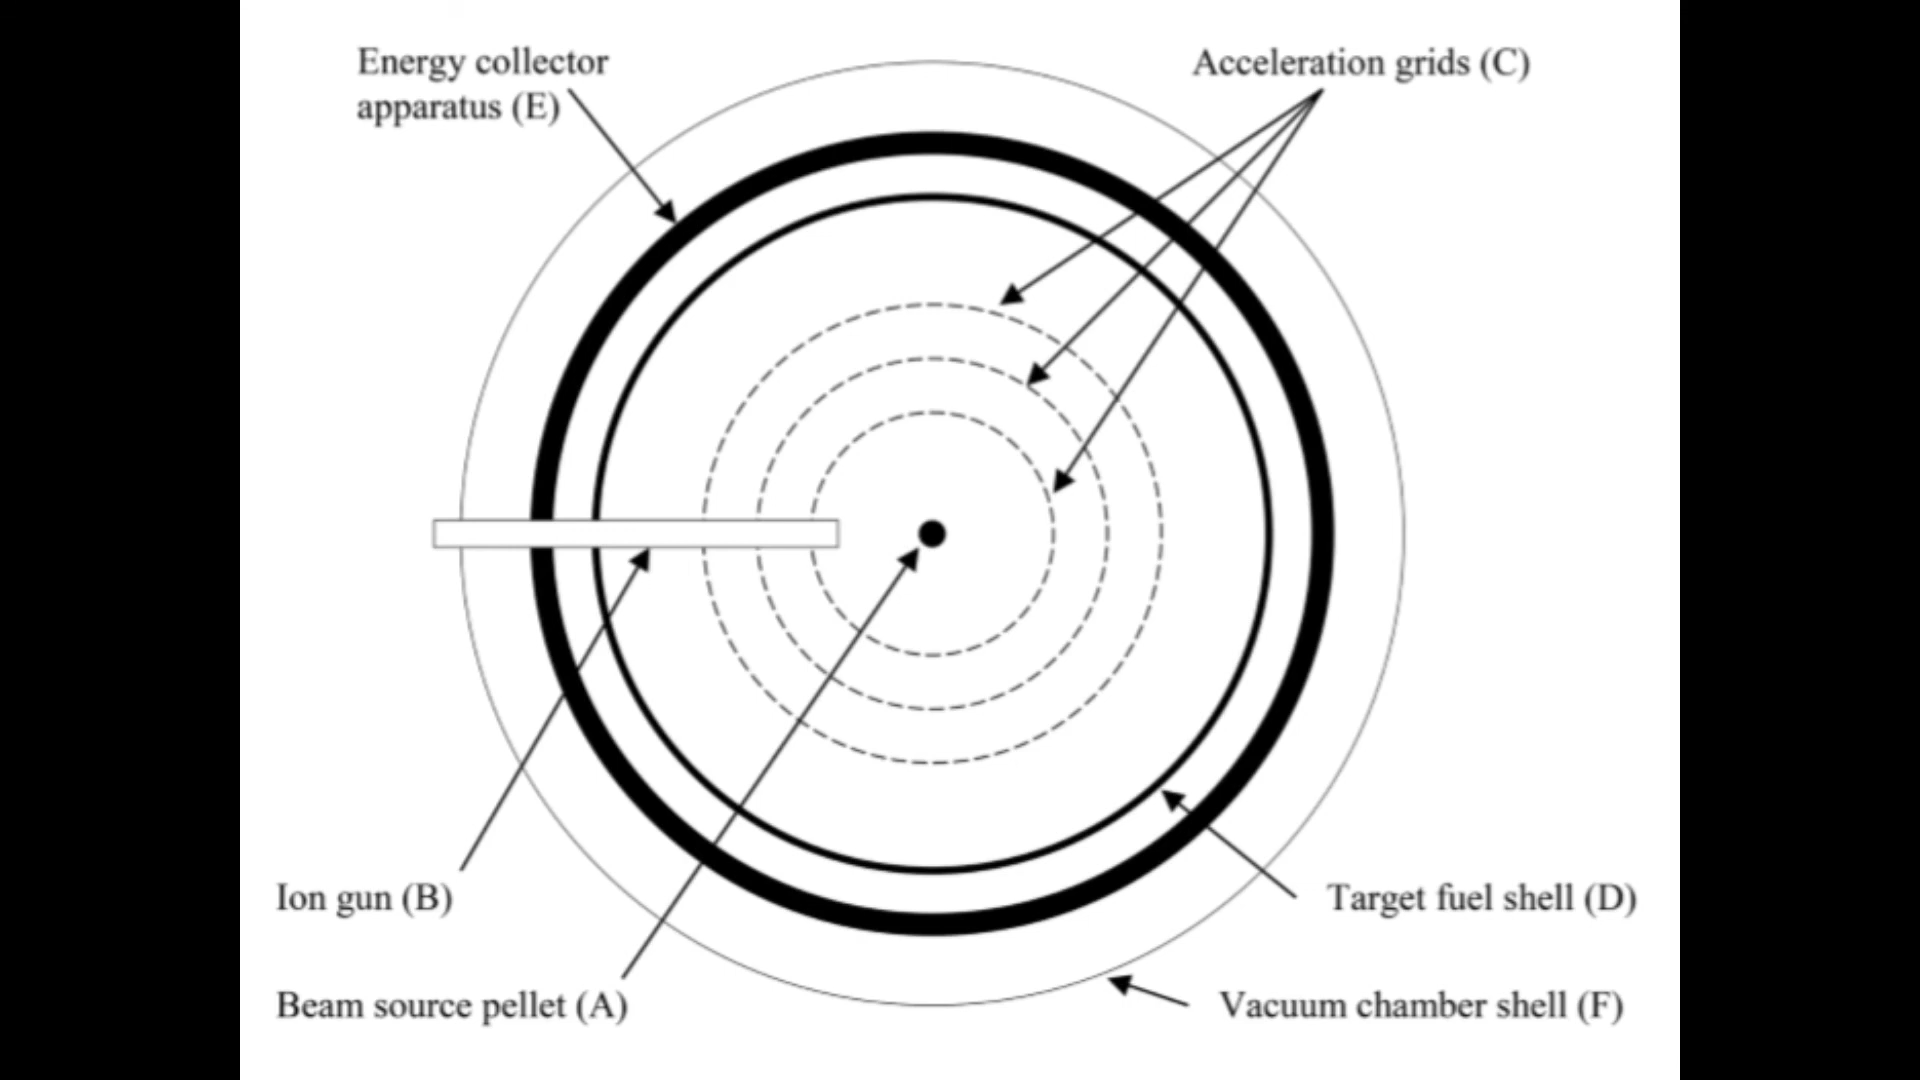 Energy collector
apparatus (E)
Acceleration grids (C)
Ion gun (B)
Target fuel shell (D)
Beam source pellet (A)
Vacuum chamber shell (F)